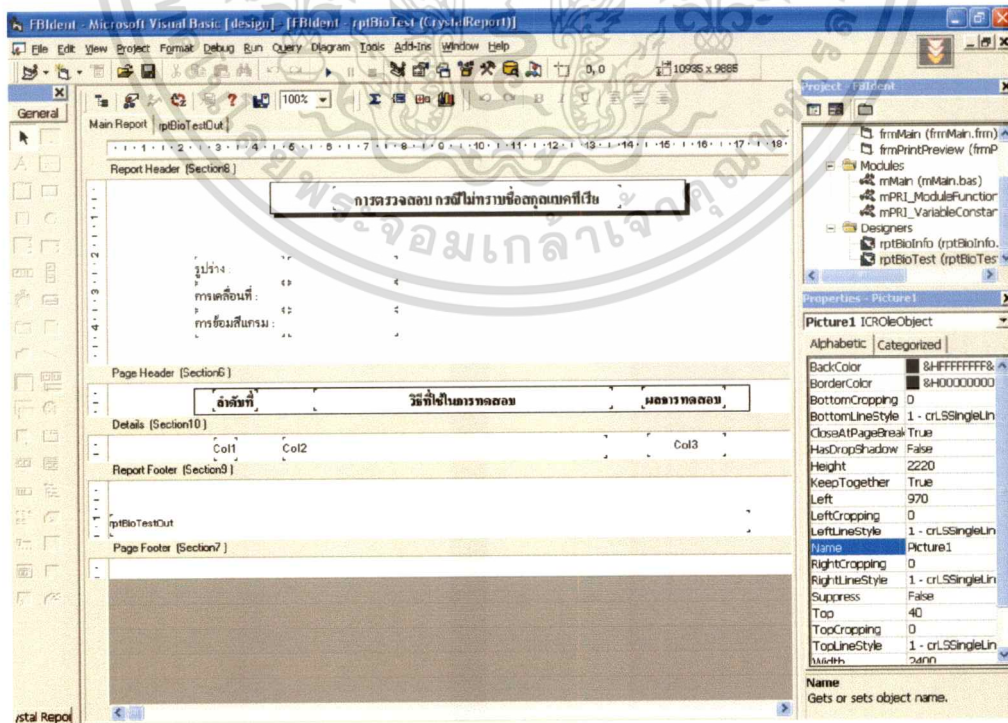 FBIdent - Microsoft Visual Basic [design] - [FBIdent - rptBioTest (CrystalReport)]
File Edit View Project Format Debug Run Query Diagram Tools Add-Ins Window Help
0, 0
10935 x 9885
General
100%
Main Report rptBioTestOut
Report Header (Section8)
การตรวจสอบ กรณีไม่ทราบชื่อสกุลแบคทีเรีย
รูปร่าง :
การเคลื่อนที่ :
การย้อมสีแกรม :
Page Header (Section6)
ลำดับที่ วิธีที่ใช้ในการทดสอบ ผลการทดสอบ
Details (Section10)
Col1 Col2 Col3
Report Footer (Section9)
rptBioTestOut
Page Footer (Section7)
Project - FBIdent
frmMain (frmMain.frm)
frmPrintPreview (frmP
Modules
mMain (mMain.bas)
mPRI_ModuleFunction
mPRI_VariableConstar
Designers
rptBioInfo (rptBioInfo.
rptBioTest (rptBioTes
Properties - Picture1
Picture1 ICROleObject
Alphabetic Categorized
BackColor &HFFFFFFFF&
BorderColor &H00000000
BottomCropping 0
BottomLineStyle 1 - crLSSingleLin
CloseAtPageBreak True
HasDropShadow False
Height 2220
KeepTogether True
Left 970
LeftCropping 0
LeftLineStyle 1 - crLSSingleLin
Name Picture1
RightCropping 0
RightLineStyle 1 - crLSSingleLin
Suppress False
Top 40
TopCropping 0
TopLineStyle 1 - crLSSingleLin
Width 2400
Name
Gets or sets object name.
ystal Repor